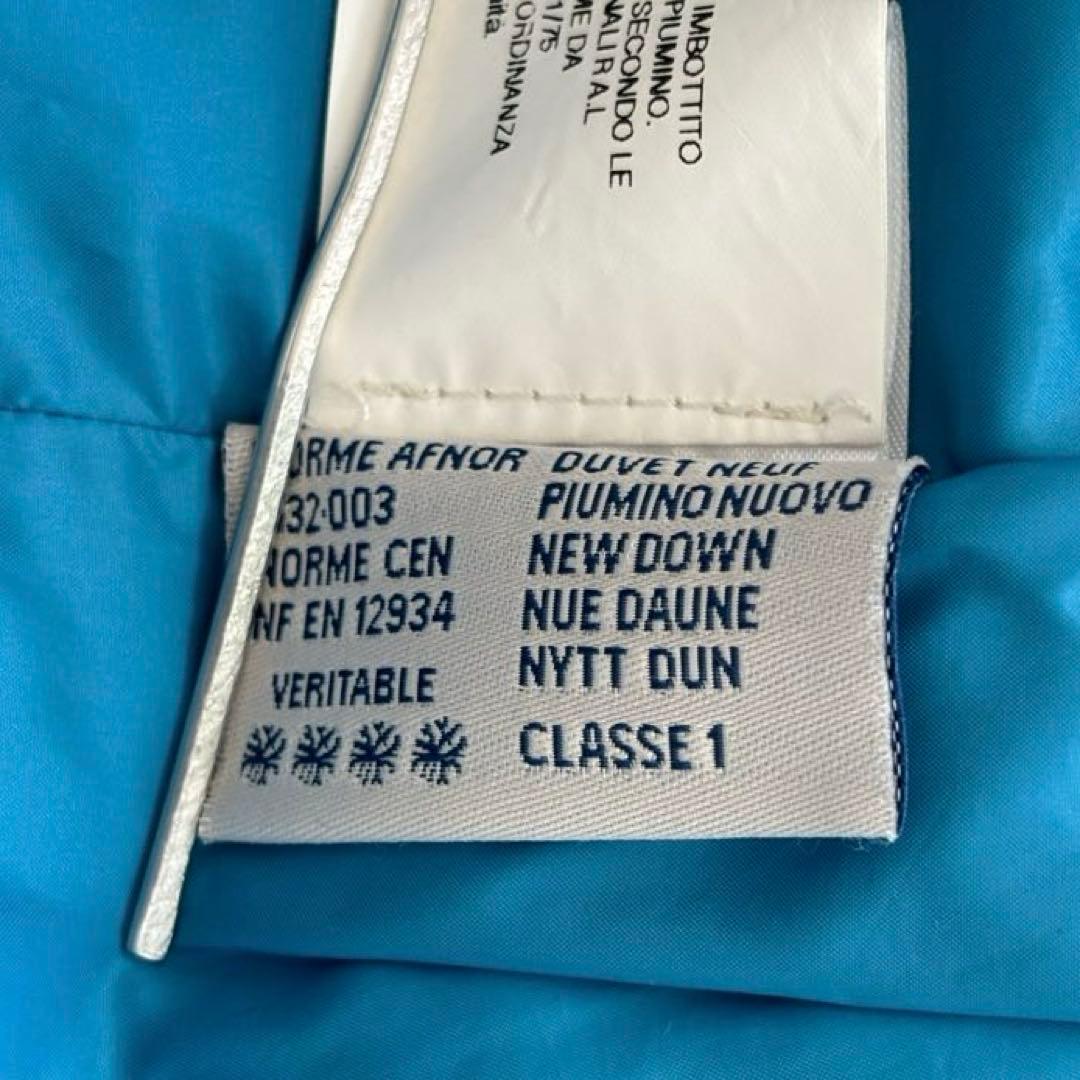 IMBOTTITO
PIUMINO.
SECONDO LE
NALI R.A.L
ME DA
1/75
ORDINANZA
ità.
ORME AFNOR
32·003
NORME CEN
NF EN 12934
VERITABLE
DUVET NEUF
PIUMINO NUOVO
NEW DOWN
NUE DAUNE
NYTT DUN
CLASSE 1